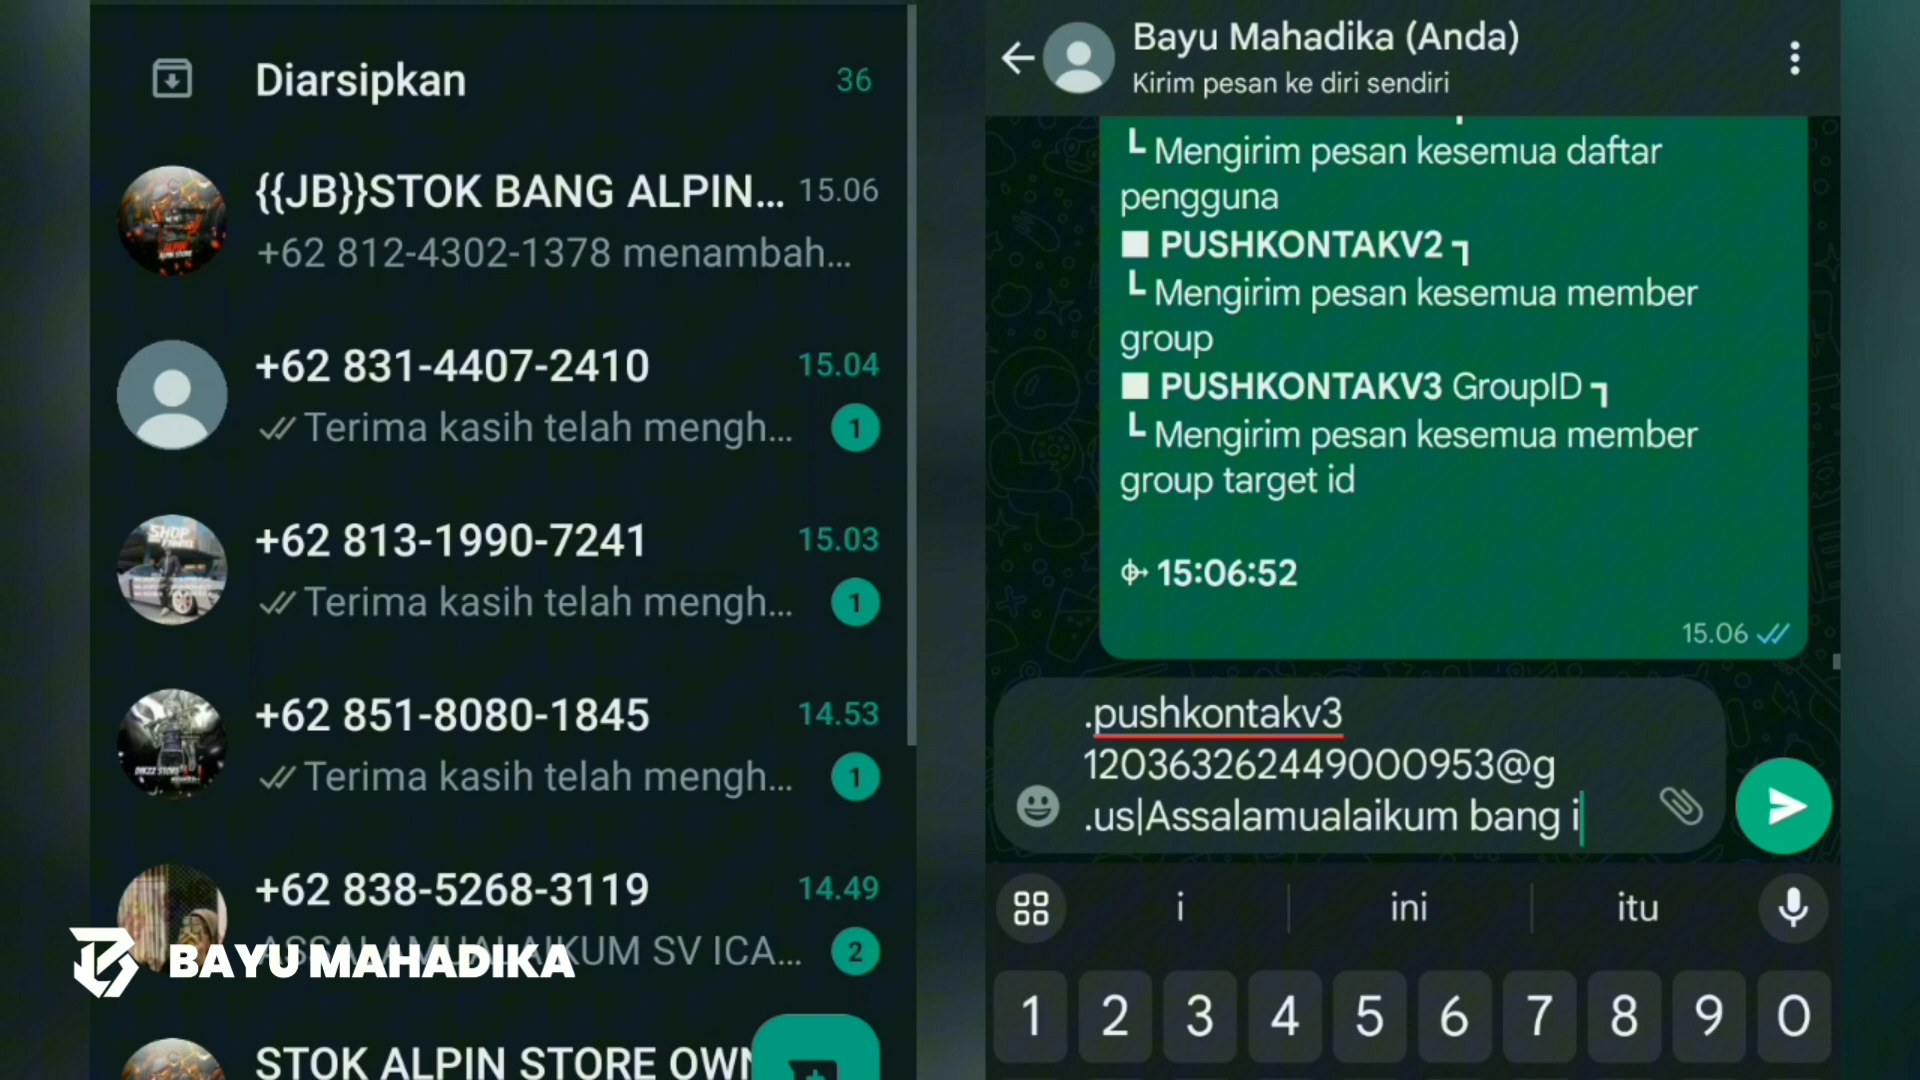 Diarsipkan 36
{{JB}}STOK BANG ALPIN... 15.06
+62 812-4302-1378 menambah...
+62 831-4407-2410 15.04
Terima kasih telah mengh... 1
+62 813-1990-7241 15.03
Terima kasih telah mengh... 1
+62 851-8080-1845 14.53
Terima kasih telah mengh... 1
+62 838-5268-3119 14.49
ASSALAMUALAIKUM SV ICA... 2
BAYU MAHADIKA
STOK ALPIN STORE OWN
Bayu Mahadika (Anda)
Kirim pesan ke diri sendiri
┗ Mengirim pesan kesemua daftar
pengguna
■ PUSHKONTAKV2 ┓
┗ Mengirim pesan kesemua member
group
■ PUSHKONTAKV3 GroupID ┓
┗ Mengirim pesan kesemua member
group target id
15:06:52
15.06
.pushkontakv3
120363262449000953@g
.us|Assalamualaikum bang i
i ini itu
1 2 3 4 5 6 7 8 9 0